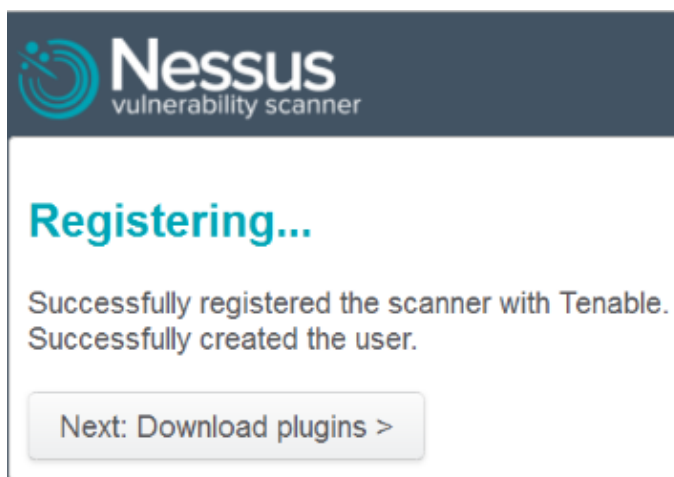 Nessus
vulnerability scanner
Registering...
Successfully registered the scanner with Tenable.
Successfully created the user.
Next: Download plugins >